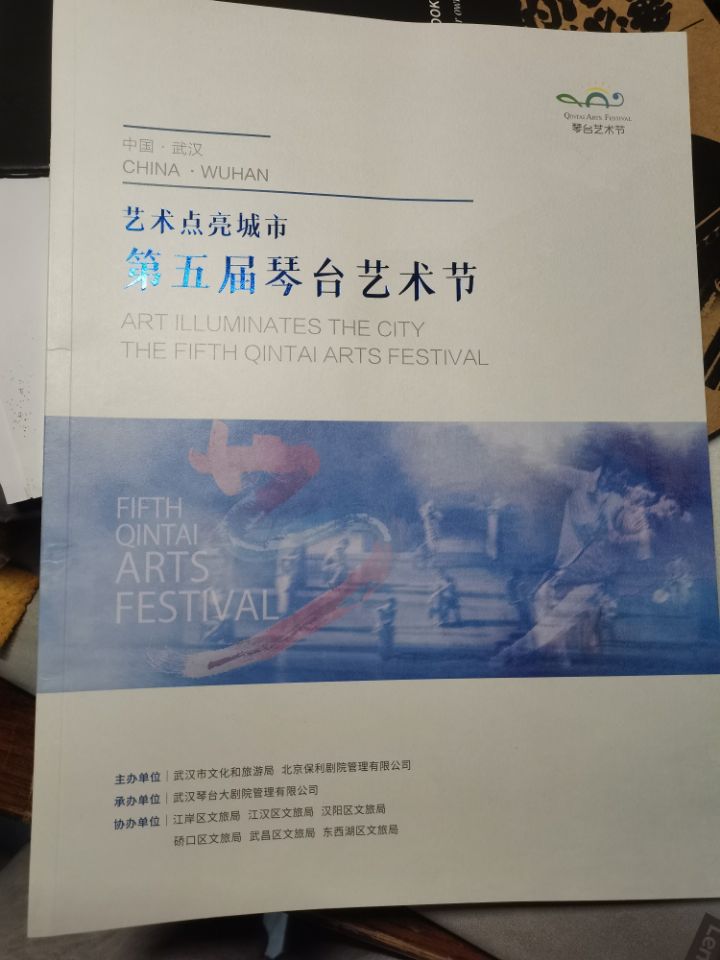 OOK
r own
QINTAI ARTS FESTIVAL
琴台艺术节
中国·武汉
CHINA · WUHAN
艺术点亮城市
第五届琴台艺术节
ART ILLUMINATES THE CITY
THE FIFTH QINTAI ARTS FESTIVAL
艺
FIFTH
QINTAI
ARTS
FESTIVAL
主办单位 | 武汉市文化和旅游局 北京保利剧院管理有限公司
承办单位 | 武汉琴台大剧院管理有限公司
协办单位 | 江岸区文旅局 江汉区文旅局 汉阳区文旅局
硚口区文旅局 武昌区文旅局 东西湖区文旅局
Len